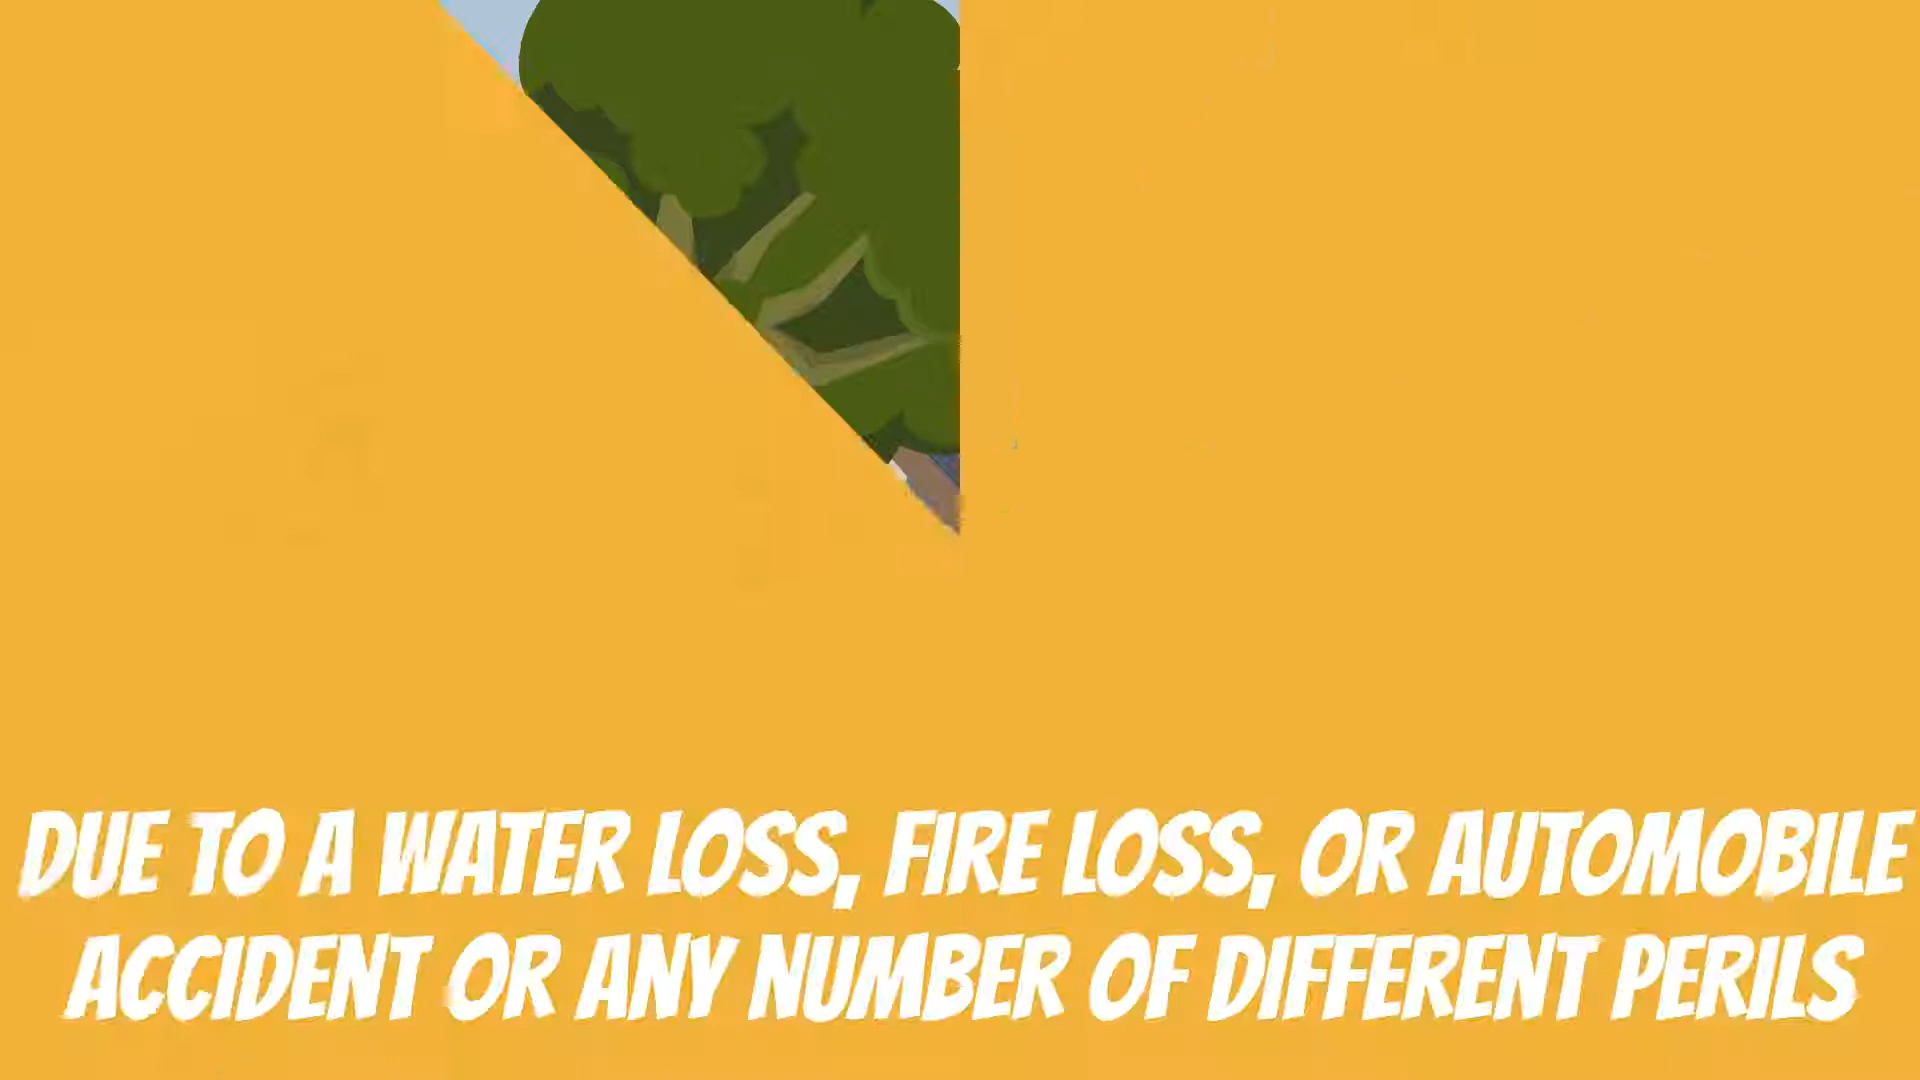 DUE TO A WATER LOSS, FIRE LOSS, OR AUTOMOBILE
ACCIDENT OR ANY NUMBER OF DIFFERENT PERILS